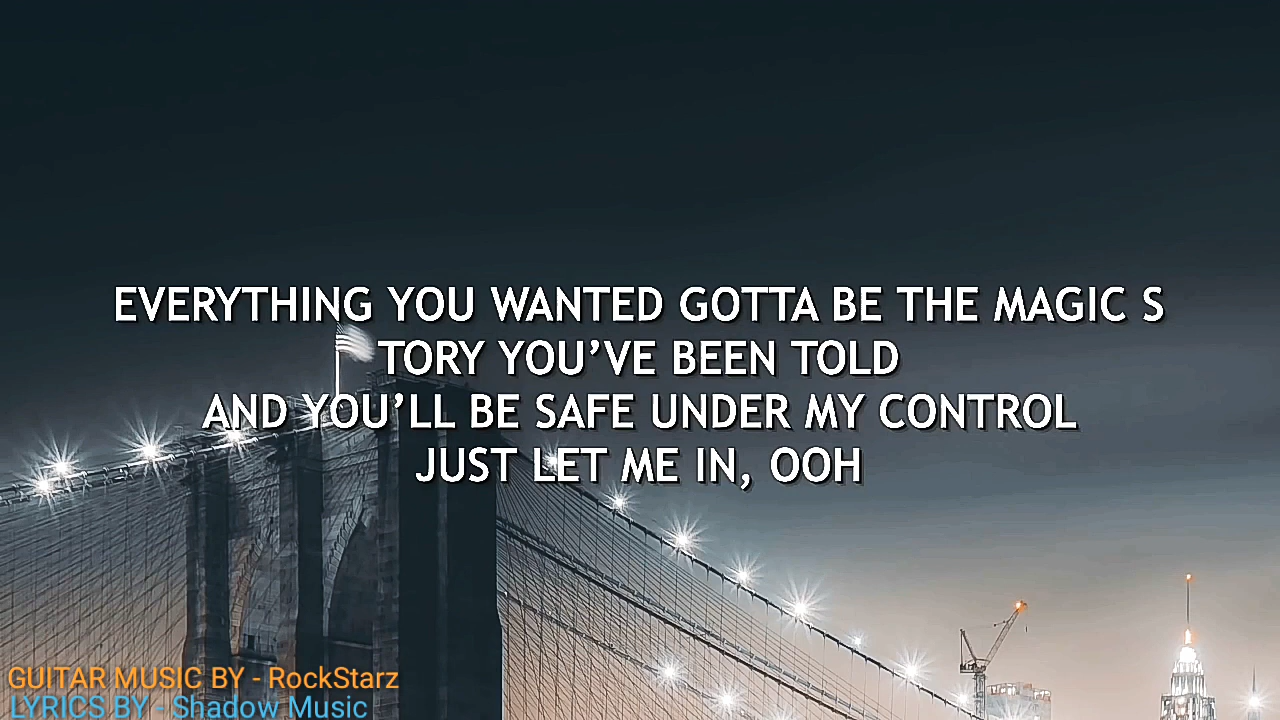 EVERYTHING YOU WANTED GOTTA BE THE MAGIC S
TORY YOU’VE BEEN TOLD
AND YOU’LL BE SAFE UNDER MY CONTROL
JUST LET ME IN, OOH
GUITAR MUSIC BY - RockStarz
LYRICS BY - Shadow Music